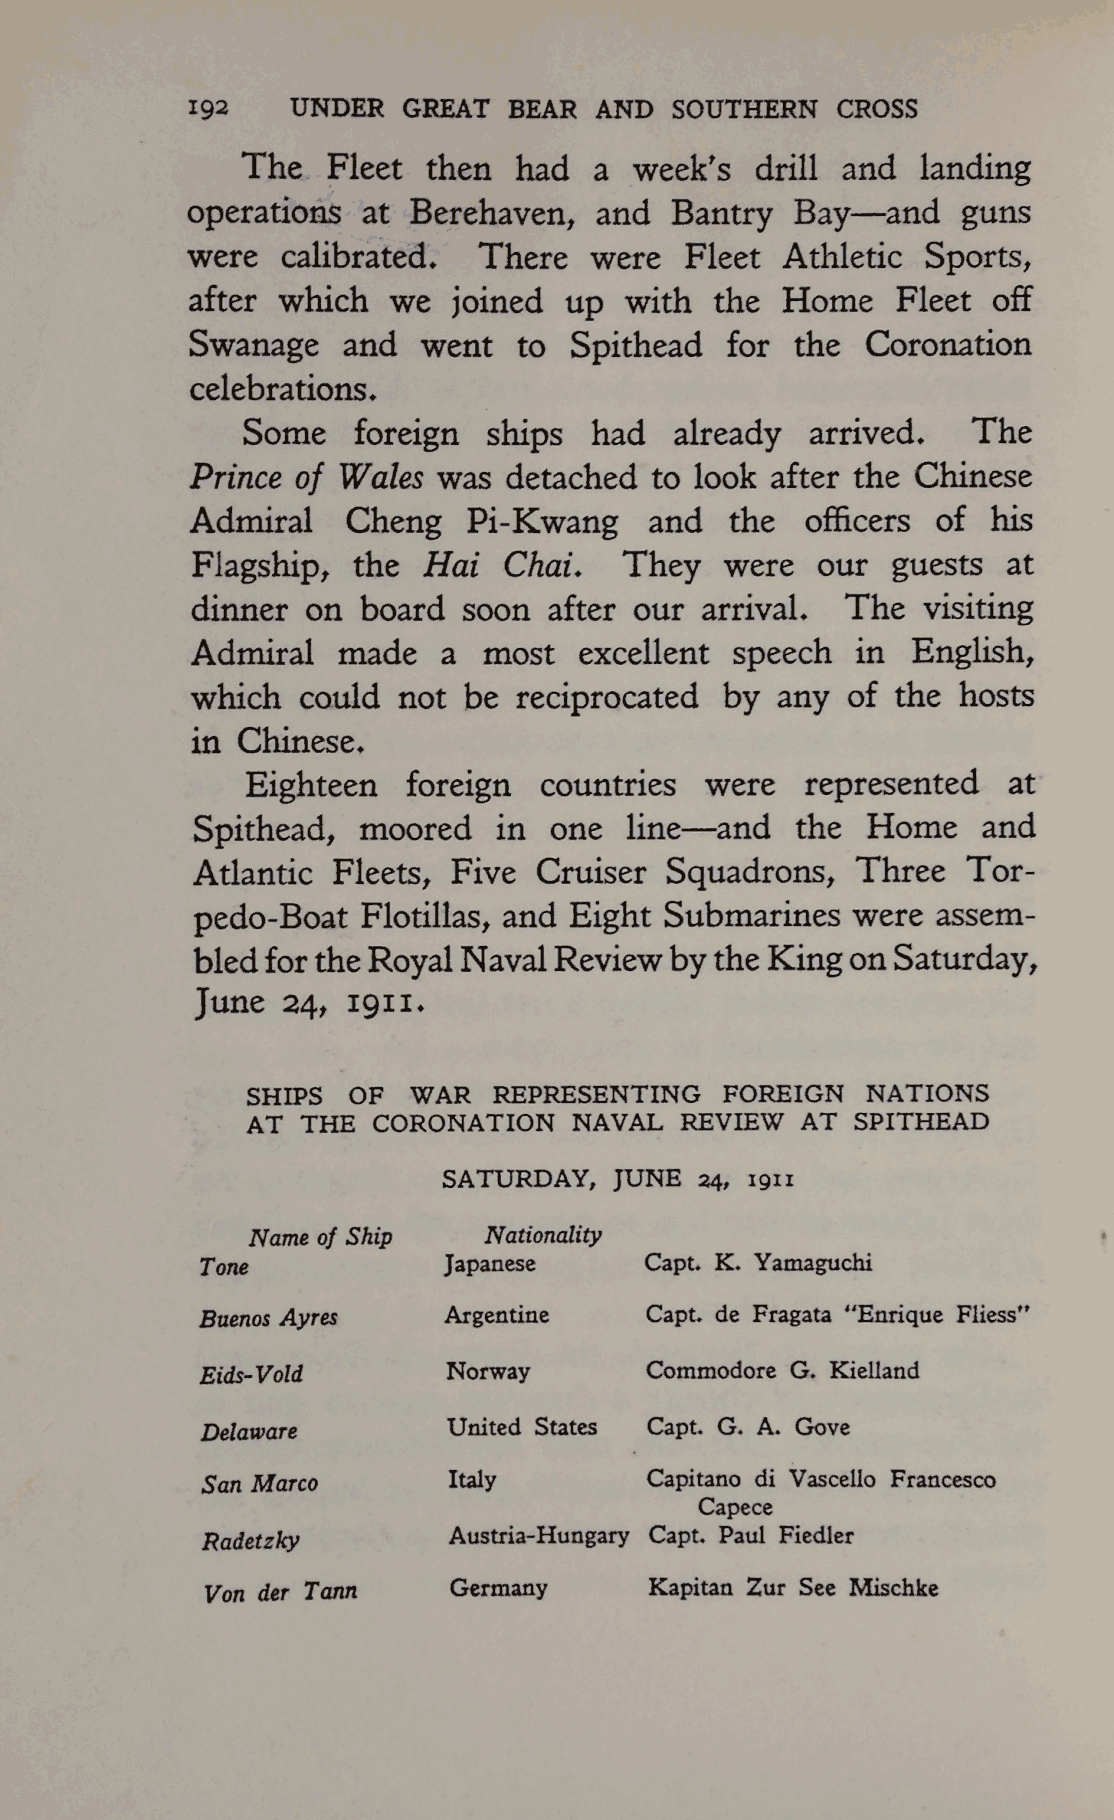 192 UNDER GREAT BEAR AND SOUTHERN CROSS
The Fleet then had a week's drill and landing
operations at Berehaven, and Bantry Bay—and guns
were calibrated. There were Fleet Athletic Sports,
after which we joined up with the Home Fleet off
Swanage and went to Spithead for the Coronation
celebrations.
Some foreign ships had already arrived. The
Prince of Wales was detached to look after the Chinese
Admiral Cheng Pi-Kwang and the officers of his
Flagship, the Hai Chai. They were our guests at
dinner on board soon after our arrival. The visiting
Admiral made a most excellent speech in English,
which could not be reciprocated by any of the hosts
in Chinese.
Eighteen foreign countries were represented at
Spithead, moored in one line—and the Home and
Atlantic Fleets, Five Cruiser Squadrons, Three Tor-
pedo-Boat Flotillas, and Eight Submarines were assem-
bled for the Royal Naval Review by the King on Saturday,
June 24, 1911.
SHIPS OF WAR REPRESENTING FOREIGN NATIONS
AT THE CORONATION NAVAL REVIEW AT SPITHEAD
SATURDAY, JUNE 24, 1911
Name of Ship Nationality
Tone Japanese Capt. K. Yamaguchi
Buenos Ayres Argentine Capt. de Fragata "Enrique Fliess"
Eids-Vold Norway Commodore G. Kielland
Delaware United States Capt. G. A. Gove
San Marco Italy Capitano di Vascello Francesco
Capece
Radetzky Austria-Hungary Capt. Paul Fiedler
Von der Tann Germany Kapitan Zur See Mischke